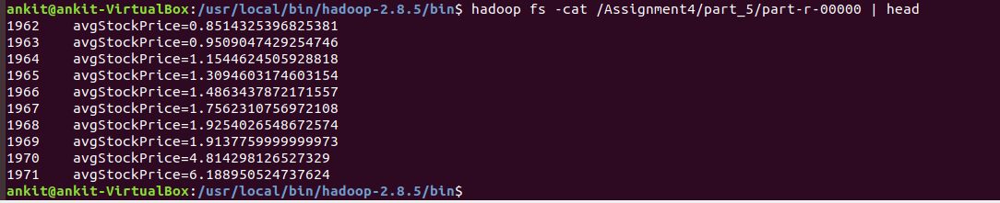 ankit@ankit-VirtualBox:/usr/local/bin/hadoop-2.8.5/bin$ hadoop fs -cat /Assignment4/part_5/part-r-00000 | head
1962    avgStockPrice=0.8514325396825381
1963    avgStockPrice=0.9509047429254746
1964    avgStockPrice=1.1544624505928818
1965    avgStockPrice=1.3094603174603154
1966    avgStockPrice=1.4863437872171557
1967    avgStockPrice=1.7562310756972108
1968    avgStockPrice=1.9254026548672574
1969    avgStockPrice=1.9137759999999973
1970    avgStockPrice=4.814298126527329
1971    avgStockPrice=6.188950524737624
ankit@ankit-VirtualBox:/usr/local/bin/hadoop-2.8.5/bin$